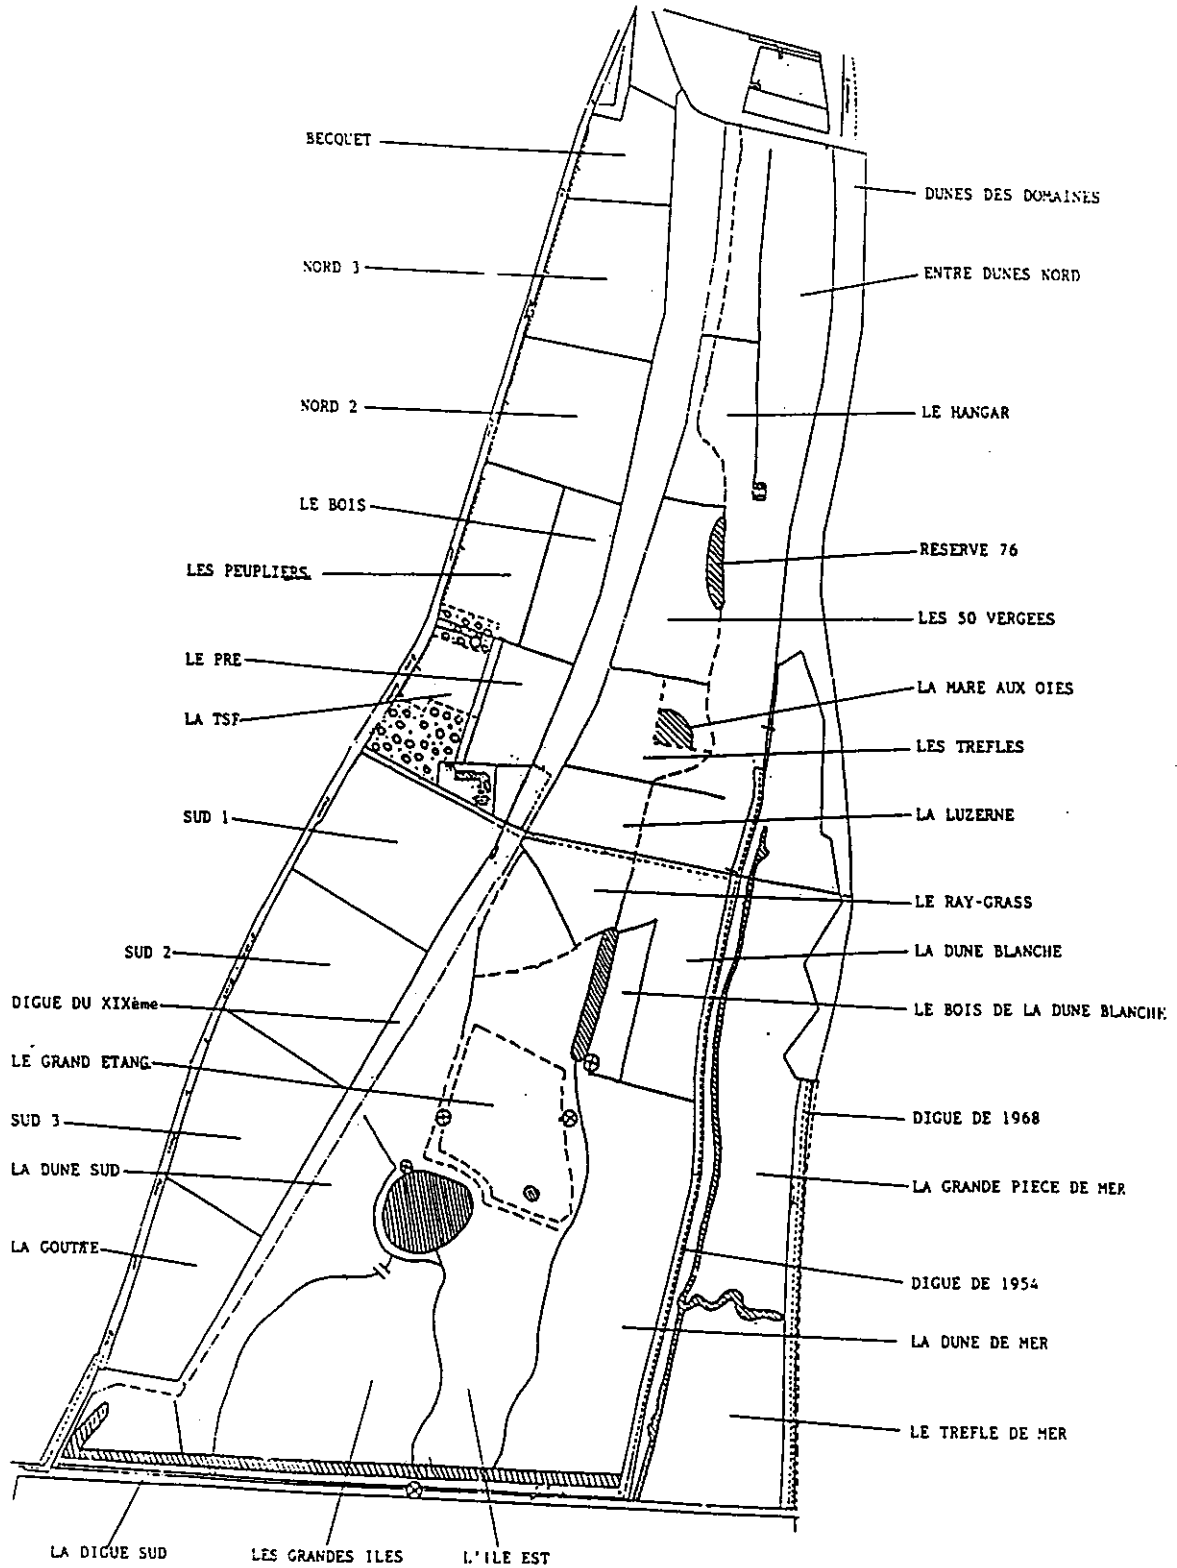 BECQUET
NORD 3
NORD 2
LE BOIS
LES PEUPLIERS
LE PRE
LA TSF
SUD 1
SUD 2
DIGUE DU XIXème
LE GRAND ETANG
SUD 3
LA DUNE SUD
LA GOUTTE
LA DIGUE SUD
LES GRANDES ILES
L'ILE EST
DUNES DES DOMAINES
ENTRE DUNES NORD
LE HANGAR
RESERVE 76
LES 50 VERGEES
LA MARE AUX OIES
LES TREFLES
LA LUZERNE
LE RAY-GRASS
LA DUNE BLANCHE
LE BOIS DE LA DUNE BLANCHE
DIGUE DE 1968
LA GRANDE PIECE DE MER
DIGUE DE 1954
LA DUNE DE MER
LE TREFLE DE MER